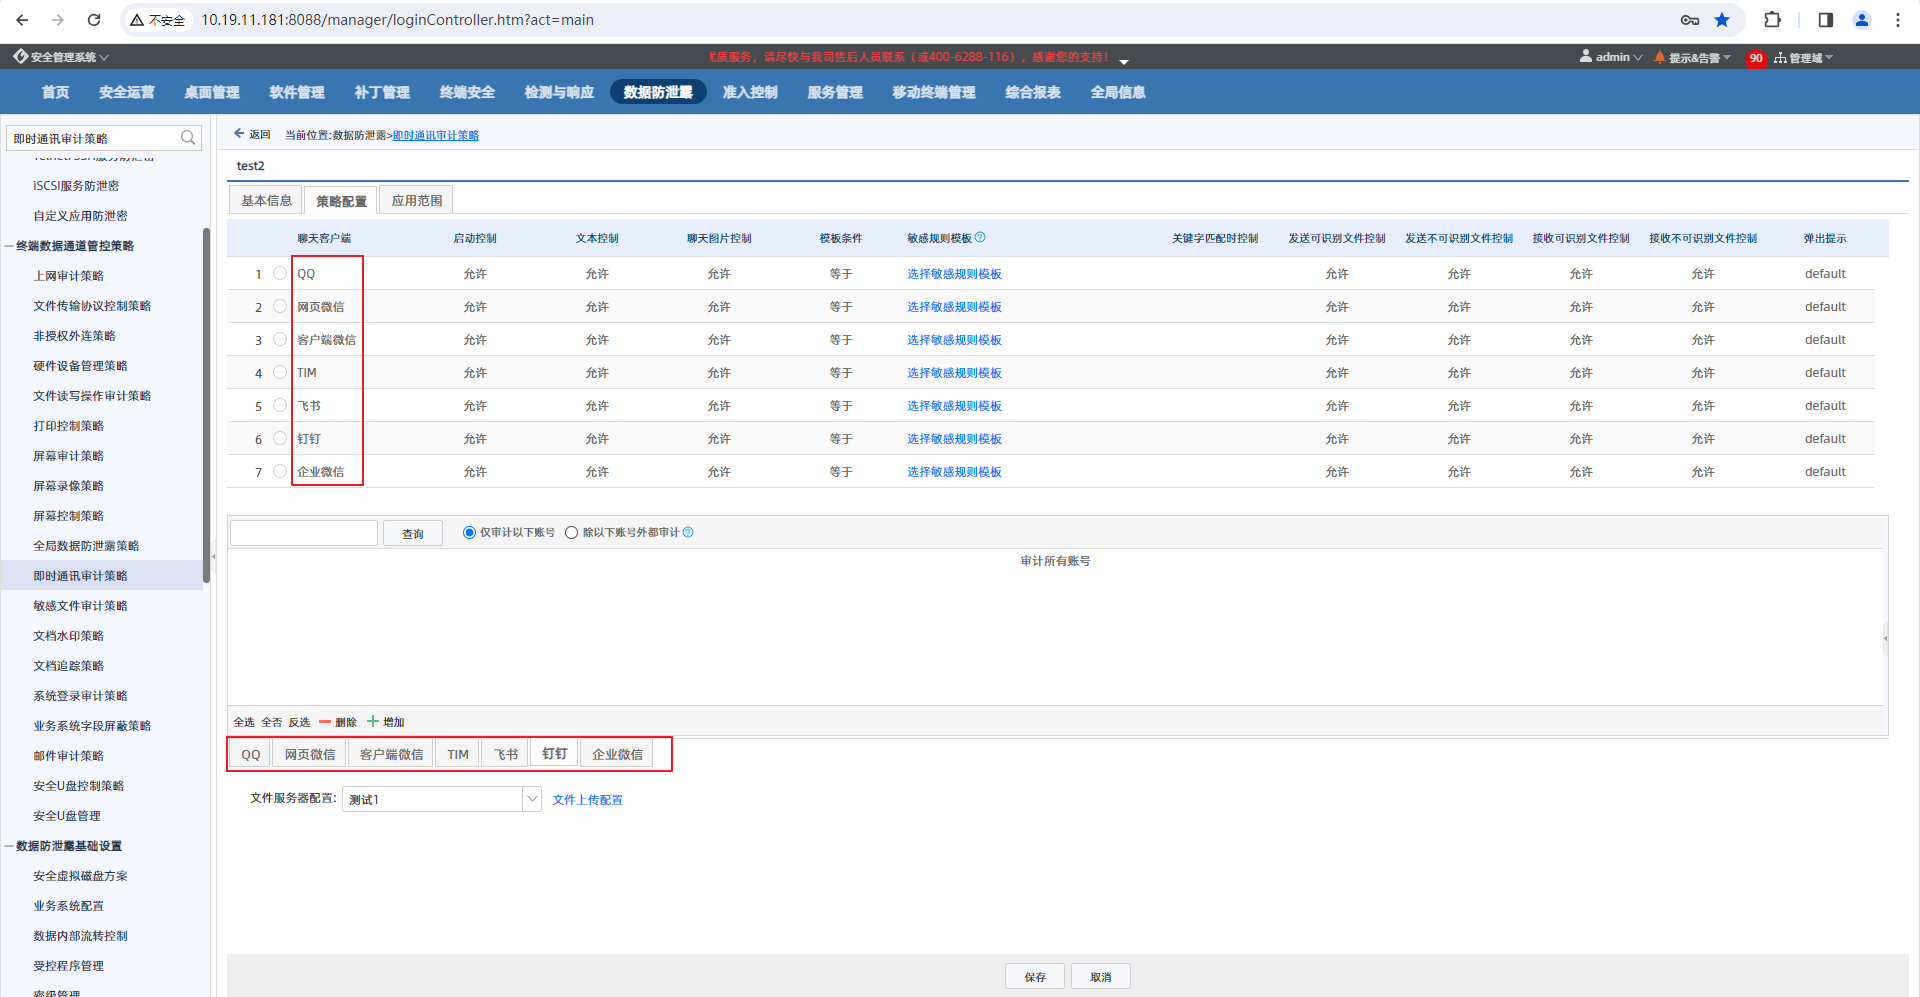 不安全 10.19.11.181:8088/manager/loginController.htm?act=main
安全管理系统
质服务，请尽快与我司售后人员联系（或400-6288-116），感谢您的支持！
admin 提示&告警 90 管理域
首页 安全运营 桌面管理 软件管理 补丁管理 终端安全 检测与响应 数据防泄露 准入控制 服务管理 移动终端管理 综合报表 全局信息
即时通讯审计策略
iSCSI服务防泄密
自定义应用防泄密
终端数据通道管控策略
上网审计策略
文件传输协议控制策略
非授权外连策略
硬件设备管理策略
文件读写操作审计策略
打印控制策略
屏幕审计策略
屏幕录像策略
屏幕控制策略
全局数据防泄露策略
即时通讯审计策略
敏感文件审计策略
文档水印策略
文档追踪策略
系统登录审计策略
业务系统字段屏蔽策略
邮件审计策略
安全U盘控制策略
安全U盘管理
数据防泄露基础设置
安全虚拟磁盘方案
业务系统配置
数据内部流转控制
受控程序管理
返回 当前位置:数据防泄露>即时通讯审计策略
test2
基本信息 策略配置 应用范围
聊天客户端 启动控制 文本控制 聊天图片控制 模板条件 敏感规则模板 关键字匹配时控制 发送可识别文件控制 发送不可识别文件控制 接收可识别文件控制 接收不可识别文件控制 弹出提示
1 QQ 允许 允许 允许 等于 选择敏感规则模板 允许 允许 允许 允许 default
2 网页微信 允许 允许 允许 等于 选择敏感规则模板 允许 允许 允许 允许 default
3 客户端微信 允许 允许 允许 等于 选择敏感规则模板 允许 允许 允许 允许 default
4 TIM 允许 允许 允许 等于 选择敏感规则模板 允许 允许 允许 允许 default
5 飞书 允许 允许 允许 等于 选择敏感规则模板 允许 允许 允许 允许 default
6 钉钉 允许 允许 允许 等于 选择敏感规则模板 允许 允许 允许 允许 default
7 企业微信 允许 允许 允许 等于 选择敏感规则模板 允许 允许 允许 允许 default
查询 仅审计以下账号 除以下账号外都审计
审计所有账号
全选 全否 反选 删除 增加
QQ 网页微信 客户端微信 TIM 飞书 钉钉 企业微信
文件服务器配置: 测试1 文件上传配置
保存 取消